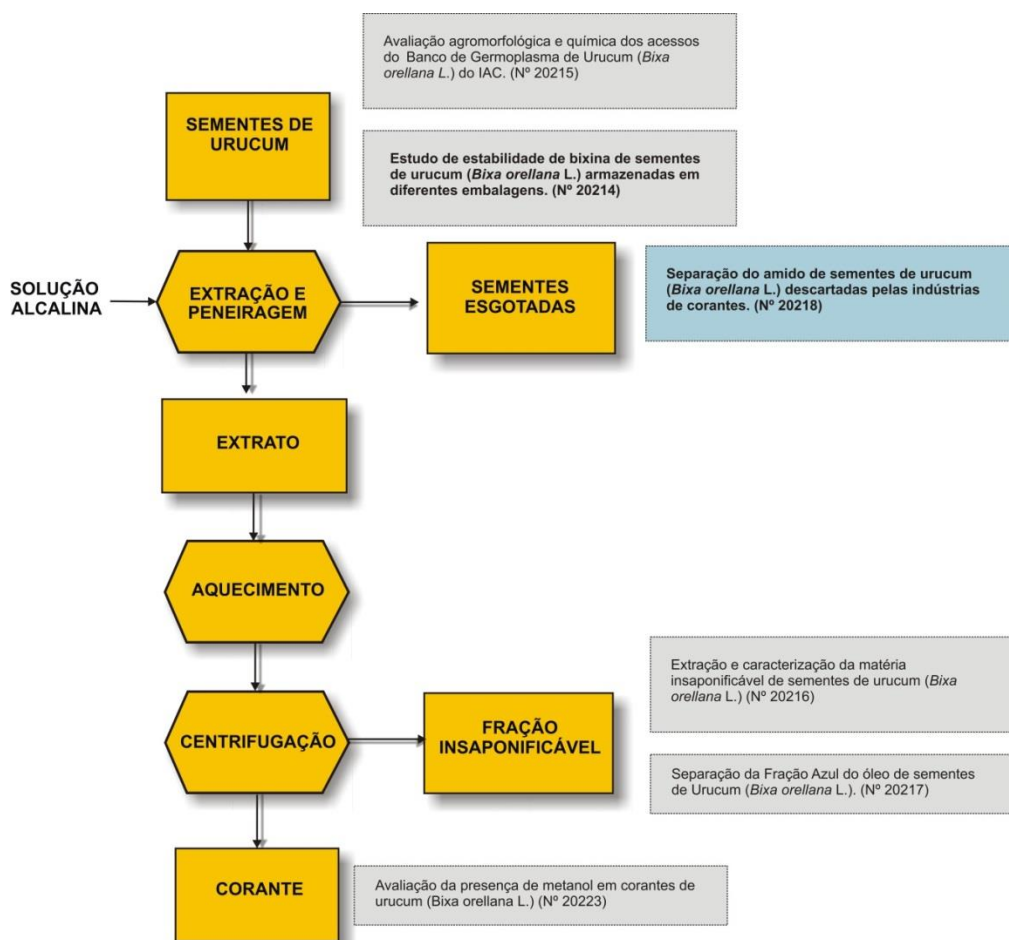 Avaliação agromorfológica e química dos acessos
do Banco de Germoplasma de Urucum (Bixa
orellana L.) do IAC. (Nº 20215)
SEMENTES DE
URUCUM
Estudo de estabilidade de bixina de sementes
de urucum (Bixa orellana L.) armazenadas em
diferentes embalagens. (Nº 20214)
SOLUÇÃO
ALCALINA
EXTRAÇÃO E
PENEIRAGEM
SEMENTES
ESGOTADAS
Separação do amido de sementes de urucum
(Bixa orellana L.) descartadas pelas indústrias
de corantes. (Nº 20218)
EXTRATO
AQUECIMENTO
CENTRIFUGAÇÃO
FRAÇÃO
INSAPONIFICÁVEL
Extração e caracterização da matéria
insaponificável de sementes de urucum (Bixa
orellana L.) (Nº 20216)
Separação da Fração Azul do óleo de sementes
de Urucum (Bixa orellana L.). (Nº 20217)
CORANTE
Avaliação da presença de metanol em corantes de
urucum (Bixa orellana L.) (Nº 20223)